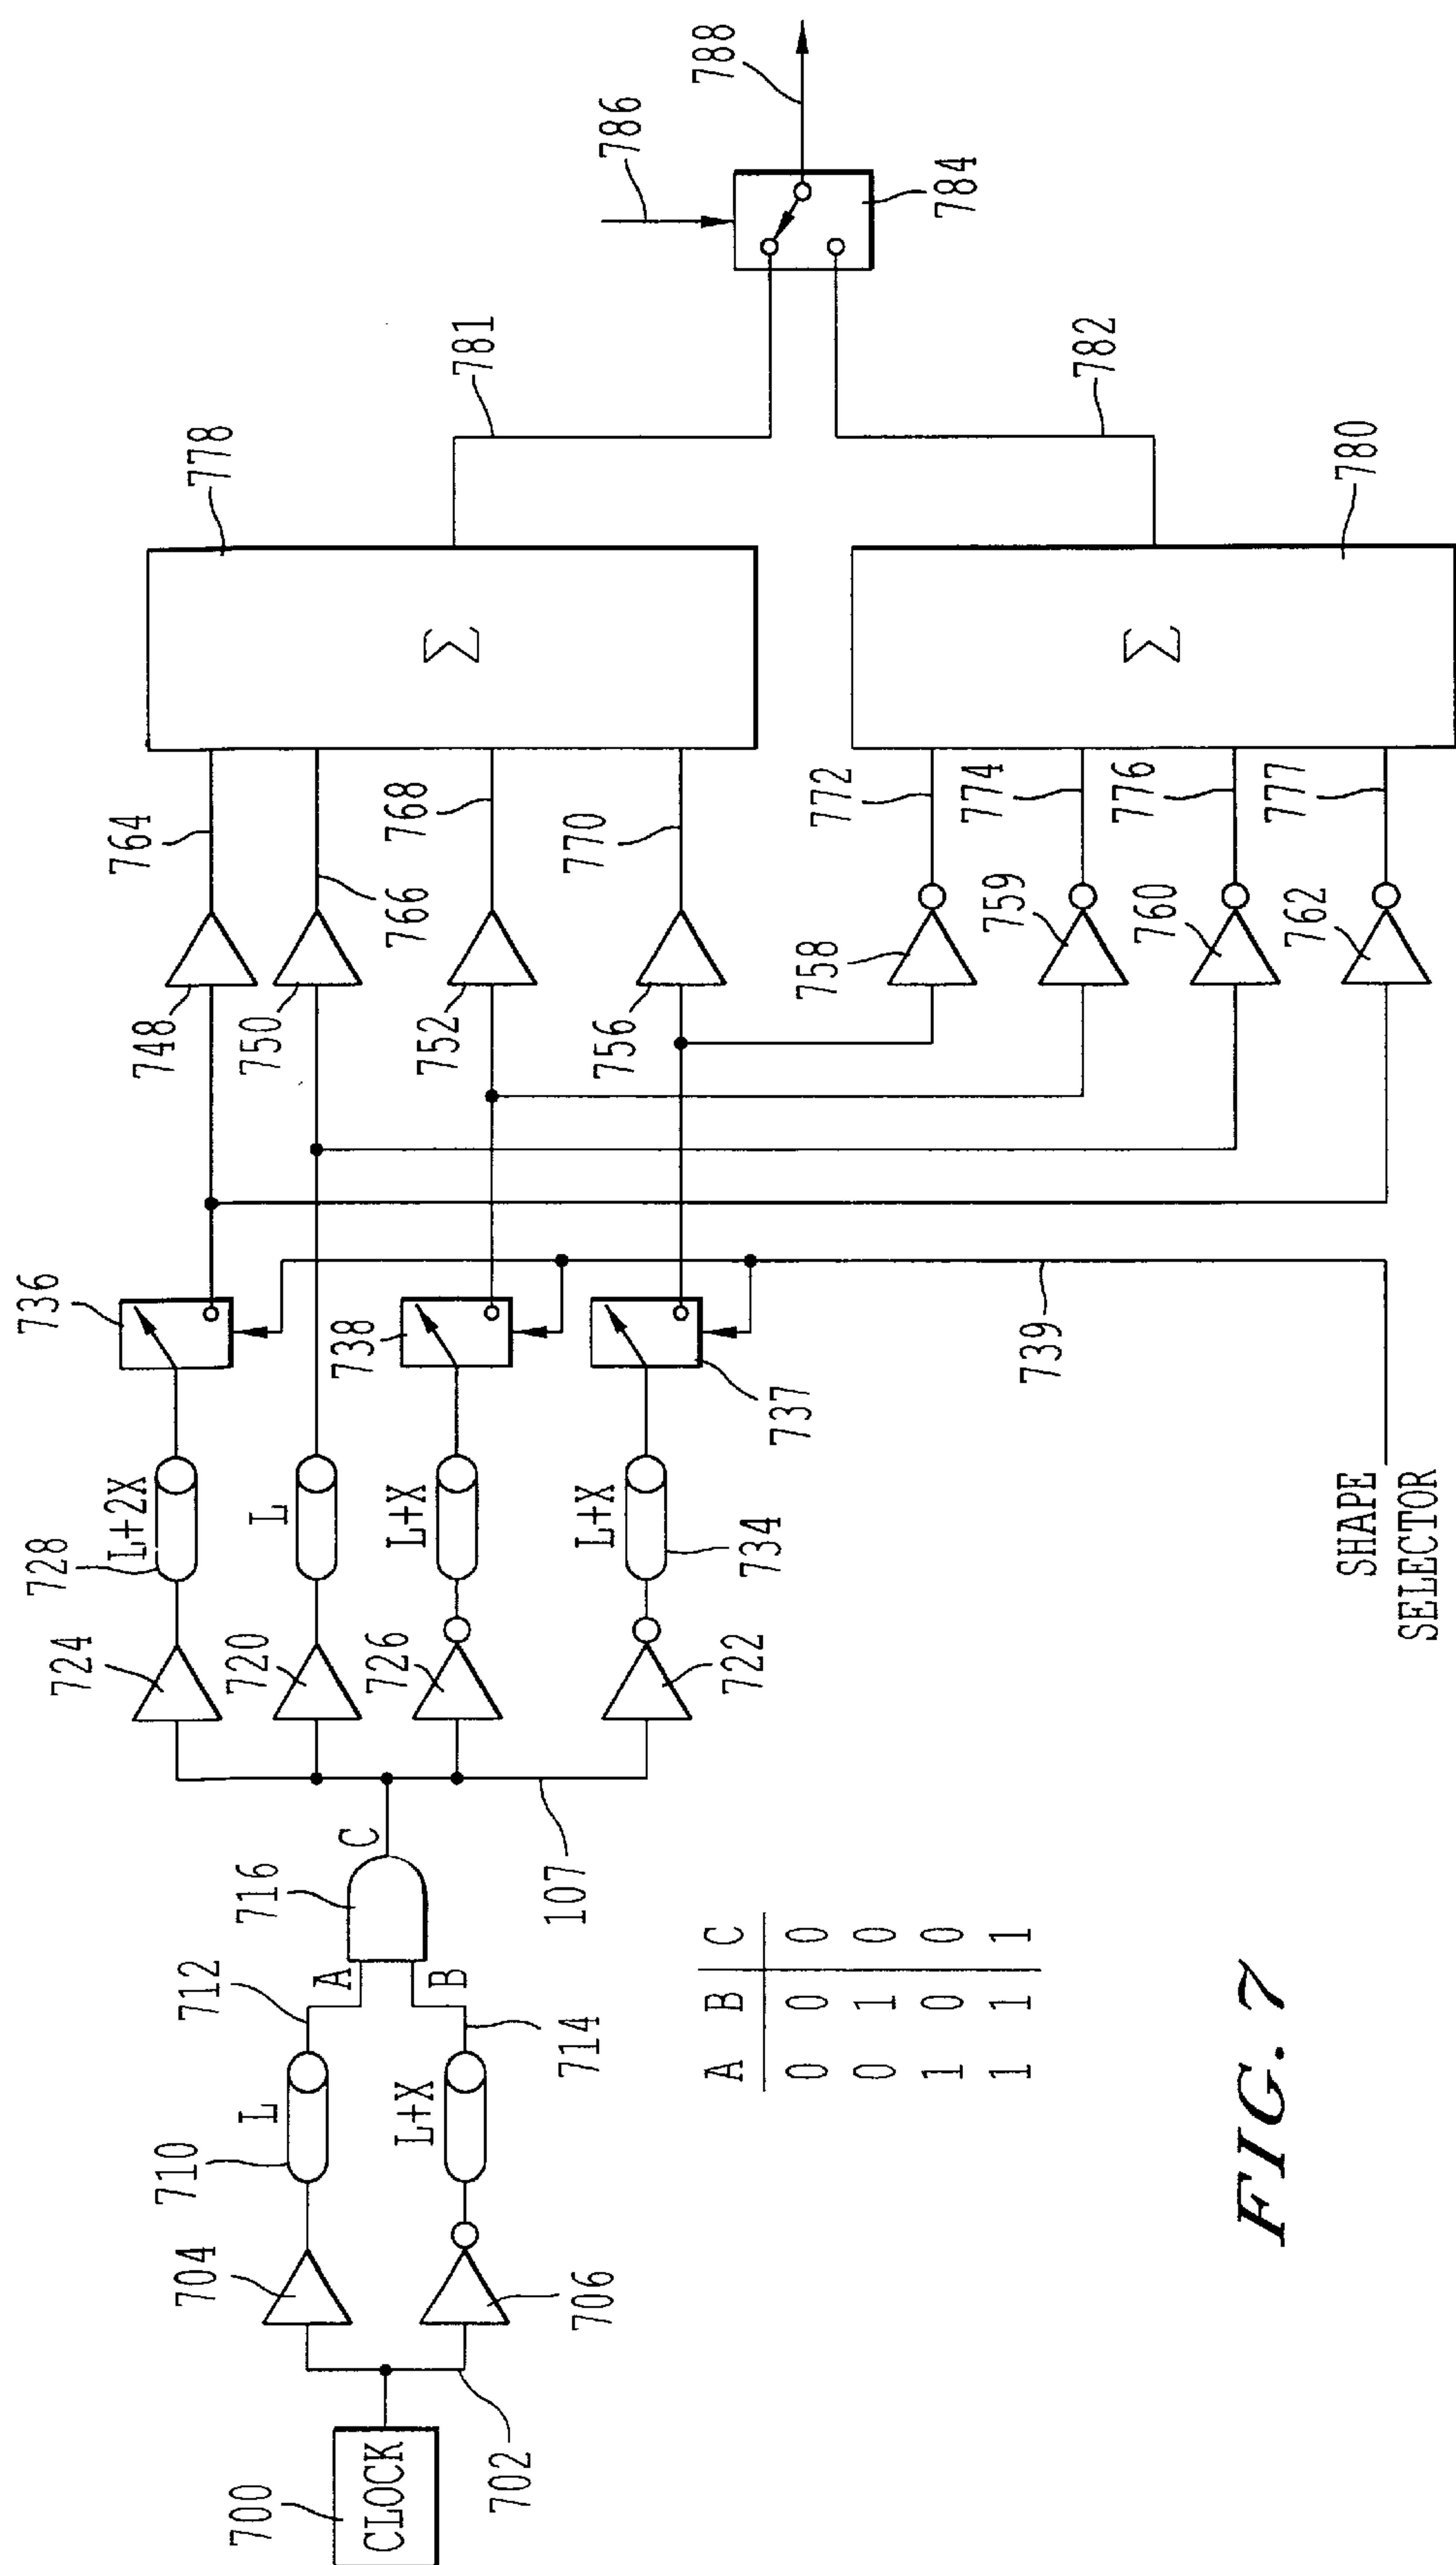 700
CLOCK
702
704
706
710
L
L+X
712
714
A
B
716
C
107
A B C
0 0 0
0 1 0
1 0 0
1 1 1
724
720
726
722
728
L+2X
L
L+X
L+X
734
736
738
737
739
SHAPE
SELECTOR
748
750
752
756
758
759
760
762
764
766
768
770
772
774
776
777
778
Σ
780
Σ
781
782
784
786
788
FIG. 7